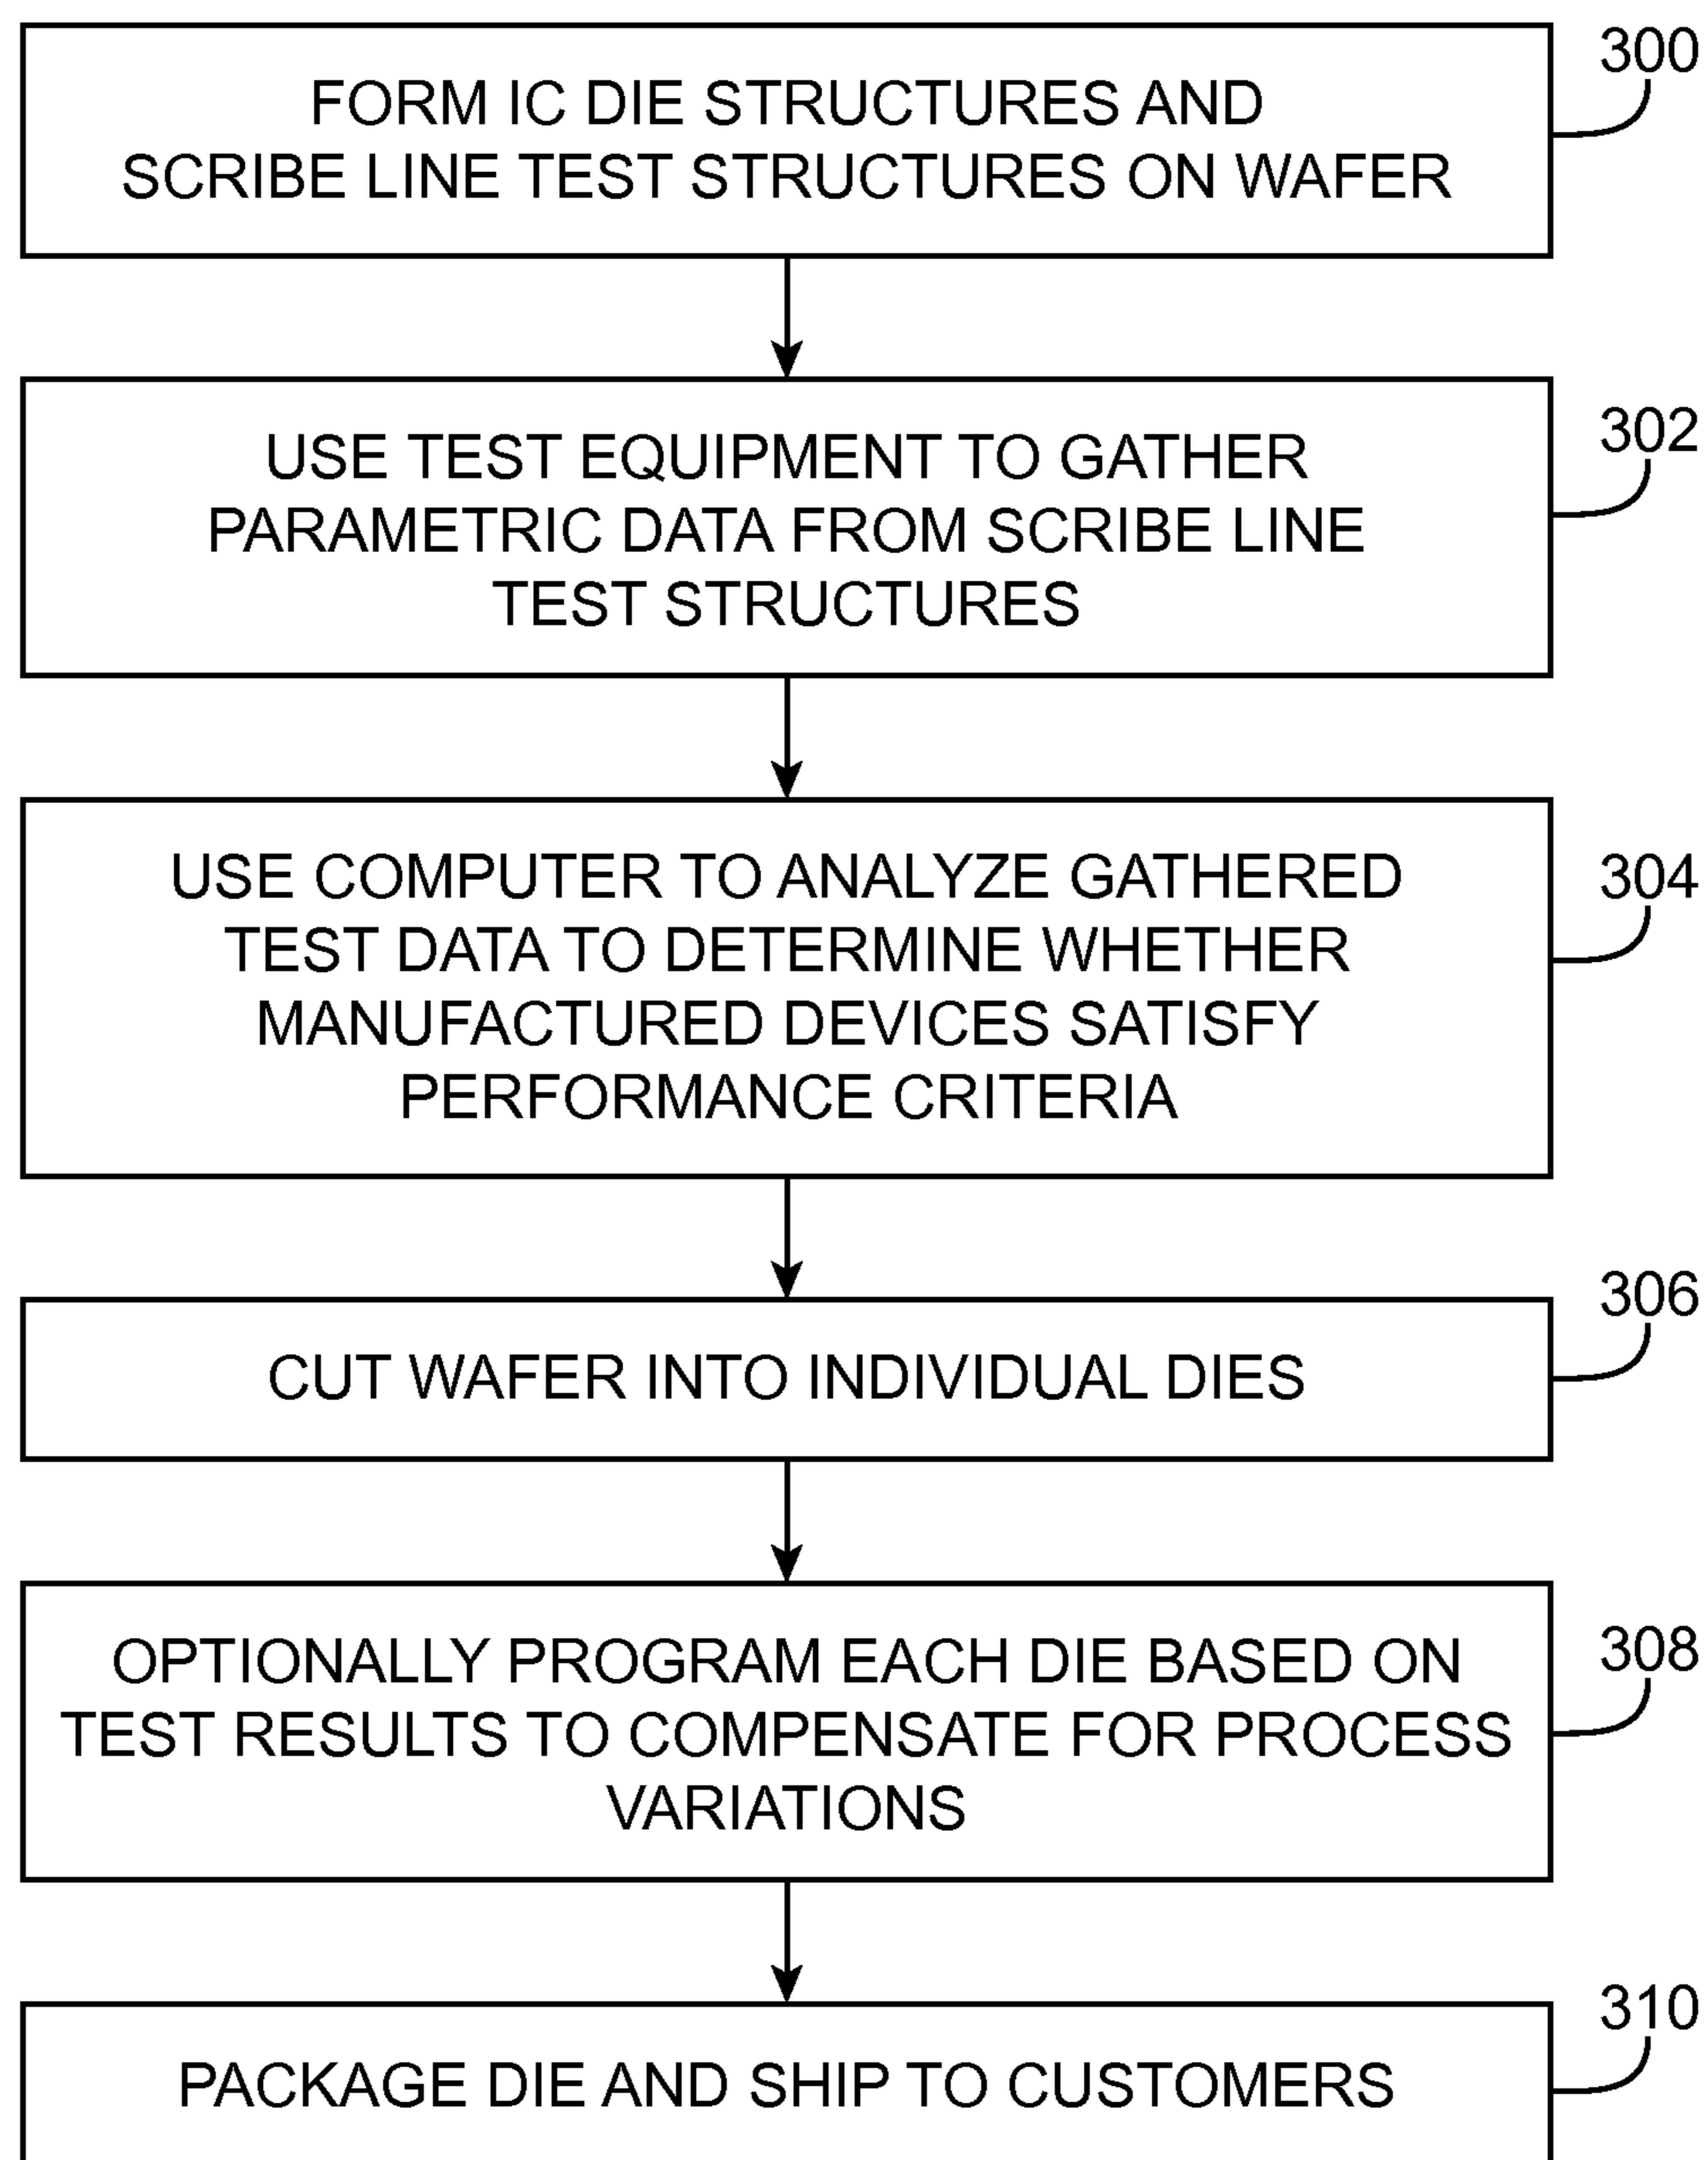 300
FORM IC DIE STRUCTURES AND
SCRIBE LINE TEST STRUCTURES ON WAFER
302
USE TEST EQUIPMENT TO GATHER
PARAMETRIC DATA FROM SCRIBE LINE
TEST STRUCTURES
304
USE COMPUTER TO ANALYZE GATHERED
TEST DATA TO DETERMINE WHETHER
MANUFACTURED DEVICES SATISFY
PERFORMANCE CRITERIA
306
CUT WAFER INTO INDIVIDUAL DIES
308
OPTIONALLY PROGRAM EACH DIE BASED ON
TEST RESULTS TO COMPENSATE FOR PROCESS
VARIATIONS
310
PACKAGE DIE AND SHIP TO CUSTOMERS